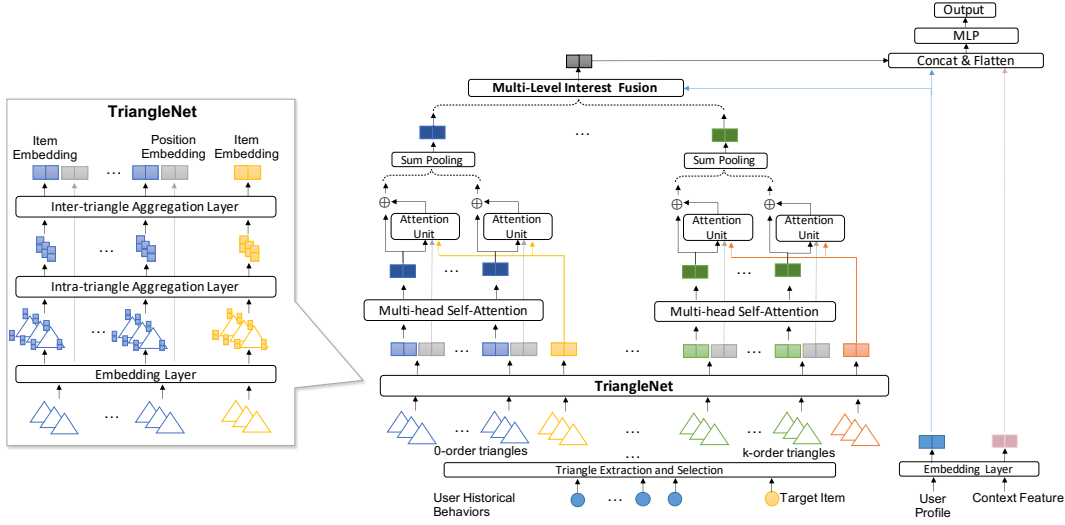 Output
MLP
Concat & Flatten
Multi-Level Interest Fusion
TriangleNet
Item
Embedding
Position
Embedding
Item
Embedding
...
Inter-triangle Aggregation Layer
...
Intra-triangle Aggregation Layer
...
Embedding Layer
...
...
Sum Pooling
Sum Pooling
Attention
Unit
Attention
Unit
Attention
Unit
Attention
Unit
...
...
Multi-head Self-Attention
Multi-head Self-Attention
...
...
...
TriangleNet
...
...
...
0-order triangles
k-order triangles
...
Triangle Extraction and Selection
User Historical
Behaviors
...
Target Item
Embedding Layer
User
Profile
Context Feature